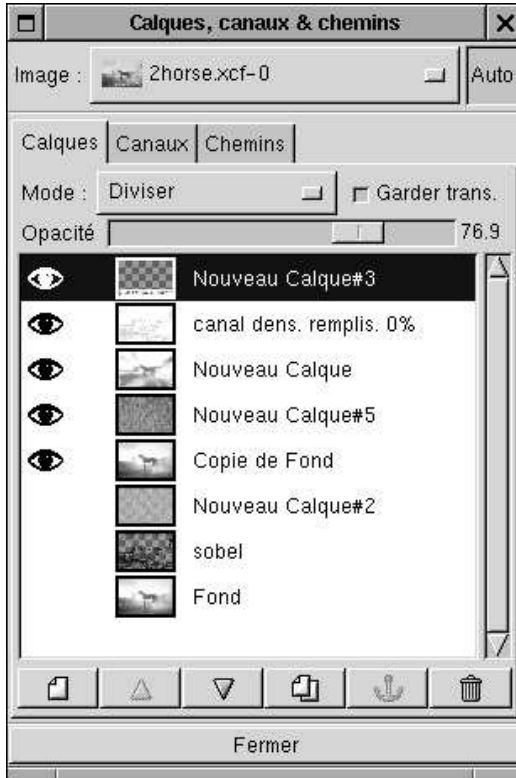 Calques, canaux & chemins
Image : 2horse.xcf-0 Auto
Calques Canaux Chemins
Mode : Diviser Garder trans.
Opacité 76.9
Nouveau Calque#3
canal dens. remplis. 0%
Nouveau Calque
Nouveau Calque#5
Copie de Fond
Nouveau Calque#2
sobel
Fond
Fermer